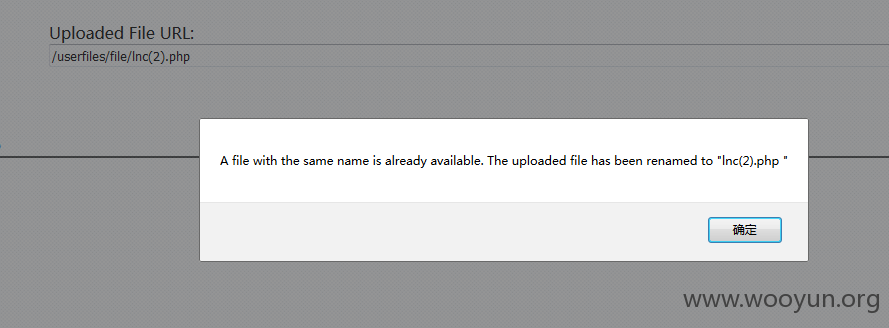 Uploaded File URL:
/userfiles/file/lnc(2).php
A file with the same name is already available. The uploaded file has been renamed to "lnc(2).php "
确定
www.wooyun.org